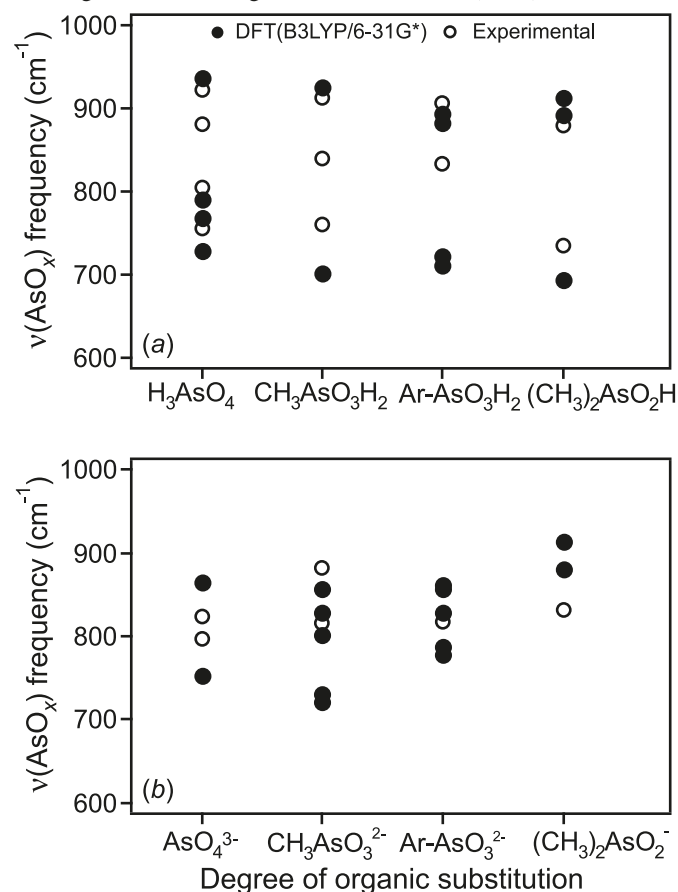 ● DFT(B3LYP/6-31G*) ○ Experimental
ν(AsOₓ) frequency (cm⁻¹)
1000
900
800
700
600
(a)
H₃AsO₄ CH₃AsO₃H₂ Ar-AsO₃H₂ (CH₃)₂AsO₂H
ν(AsOₓ) frequency (cm⁻¹)
1000
900
800
700
600
(b)
AsO₄³⁻ CH₃AsO₃²⁻ Ar-AsO₃²⁻ (CH₃)₂AsO₂⁻
Degree of organic substitution